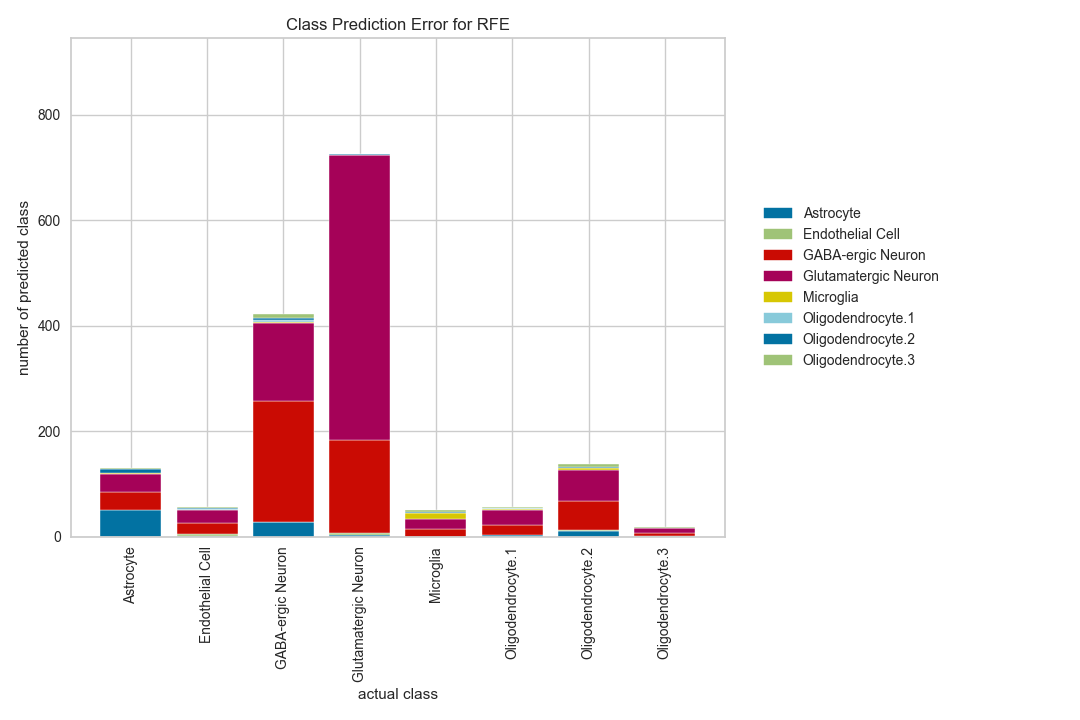 Class Prediction Error for RFE
number of predicted class
800
600
400
200
0
Astrocyte
Endothelial Cell
GABA-ergic Neuron
Glutamatergic Neuron
Microglia
Oligodendrocyte.1
Oligodendrocyte.2
Oligodendrocyte.3
actual class
Astrocyte
Endothelial Cell
GABA-ergic Neuron
Glutamatergic Neuron
Microglia
Oligodendrocyte.1
Oligodendrocyte.2
Oligodendrocyte.3